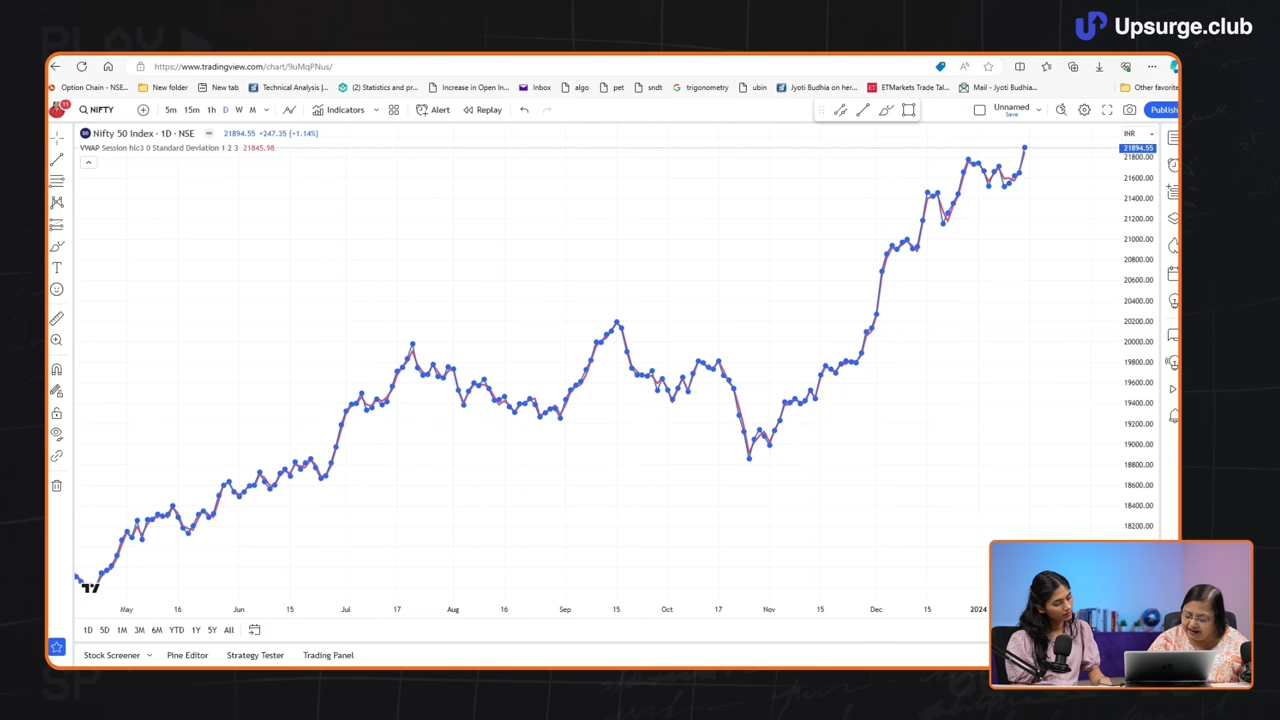 PLAY
Upsurge.club
https://www.tradingview.com/chart/9uMqPNus/
Option Chain - NSE... New folder New tab Technical Analysis |... (2) Statistics and pr... Increase in Open In... Inbox algo pet sndt trigonometry ubin Jyoti Budhia on her... ETMarkets Trade Tal... Mail - Jyoti Budhia... Other favorites
11 NIFTY 5m 15m 1h D W M Indicators Alert Replay Unnamed Save Publish
50 Nifty 50 Index · 1D · NSE 21894.55 +247.35 (+1.14%) INR
VWAP Session hlc3 0 Standard Deviation 1 2 3 21845.98
21894.55
21800.00
21600.00
21400.00
21200.00
21000.00
20800.00
20600.00
20400.00
20200.00
20000.00
19800.00
19600.00
19400.00
19200.00
19000.00
18800.00
18600.00
18400.00
18200.00
May 16 Jun 15 Jul 17 Aug 16 Sep 15 Oct 17 Nov 15 Dec 15 2024
1D 5D 1M 3M 6M YTD 1Y 5Y All
Stock Screener Pine Editor Strategy Tester Trading Panel
SP